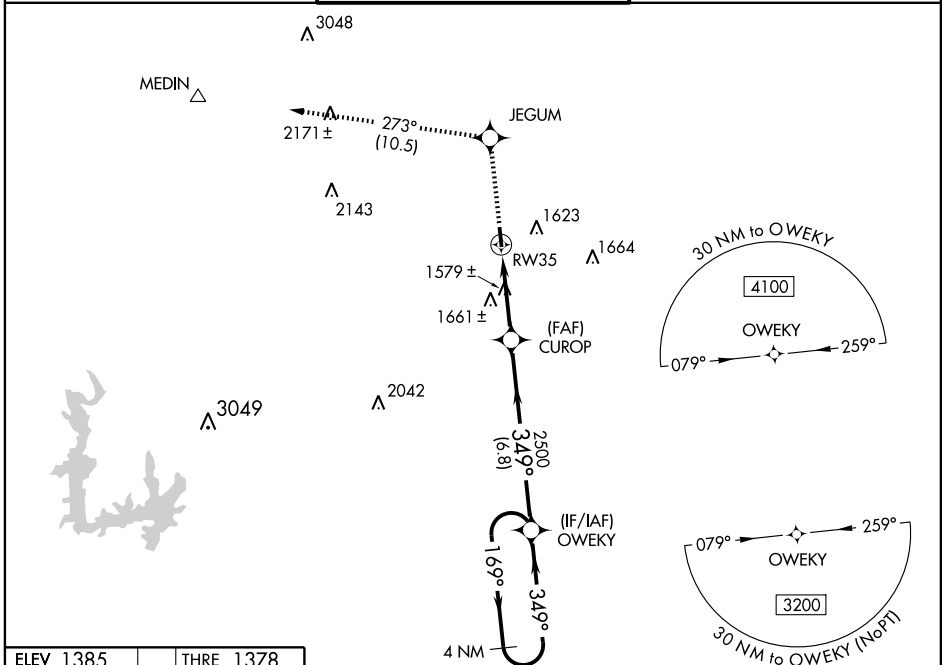 3048
MEDIN
JEGUM
273°
(10.5)
2171 ±
2143
1623
1664
RW35
1579 ±
1661 ±
(FAF)
CUROP
30 NM to OWEKY
4100
OWEKY
079°
259°
3049
2042
2500
349°
(6.8)
(IF/IAF)
OWEKY
169°
349°
4 NM
079°
259°
OWEKY
3200
30 NM to OWEKY (NoPT)
ELEV 1385
THRE 1378